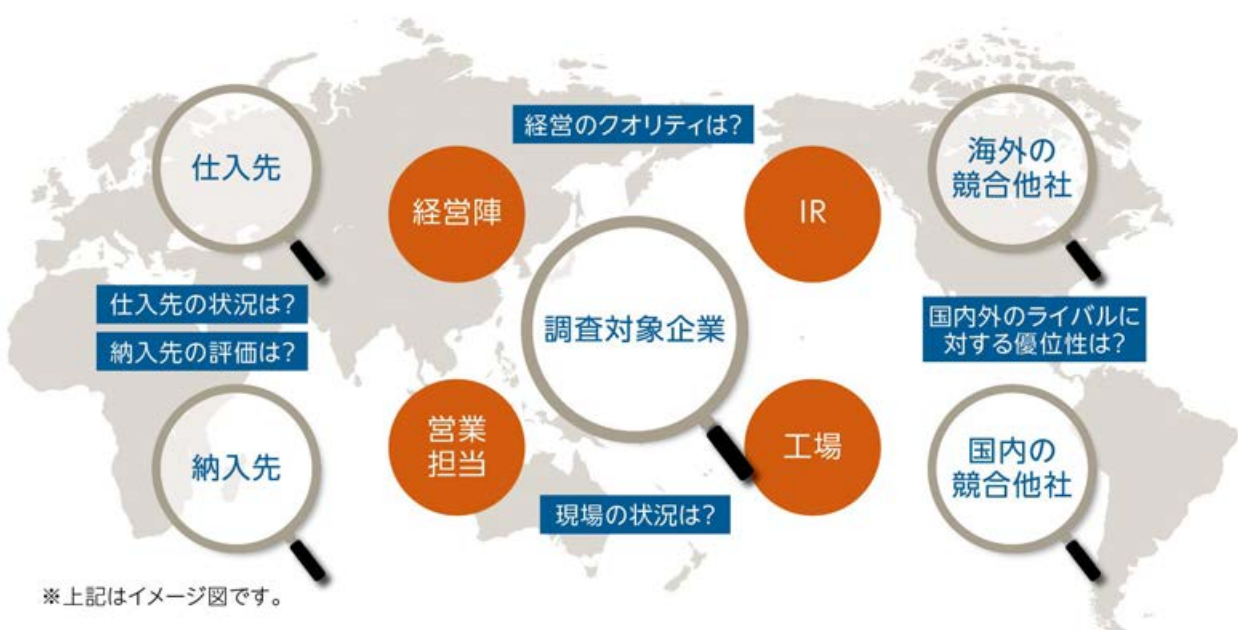 経営のクオリティは?
仕入先
経営陣
IR
海外の
競合他社
調査対象企業
仕入先の状況は?
納入先の評価は?
国内外のライバルに
対する優位性は?
納入先
営業
担当
工場
国内の
競合他社
現場の状況は?
※上記はイメージ図です。